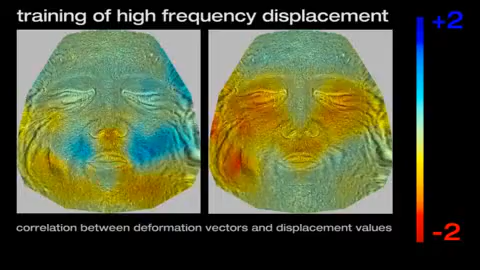 training of high frequency displacement
+2
correlation between deformation vectors and displacement values
-2